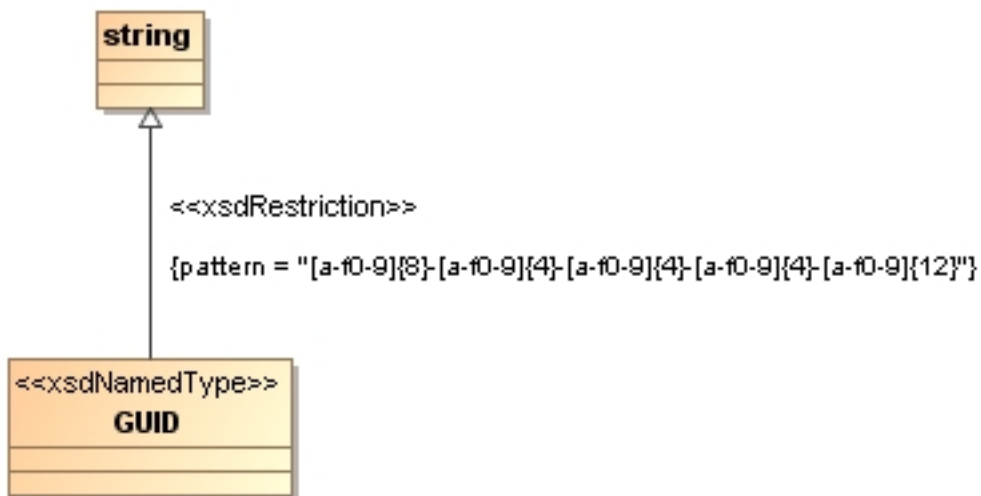 string
<<xsdRestriction>>
{pattern = "[a-f0-9]{8}-[a-f0-9]{4}-[a-f0-9]{4}-[a-f0-9]{4}-[a-f0-9]{12}"}
<<xsdNamedType>>
GUID